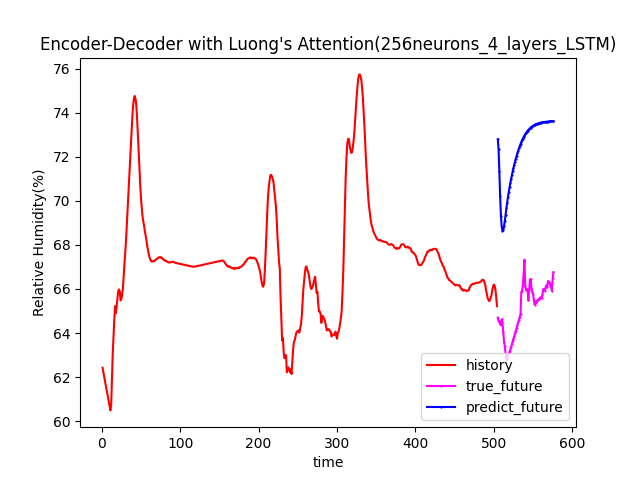 Encoder-Decoder with Luong's Attention(256neurons_4_layers_LSTM)
76
74
72
70
68
66
64
62
60
Relative Humidity(%)
0 100 200 300 400 500 600
time
history
true_future
predict_future